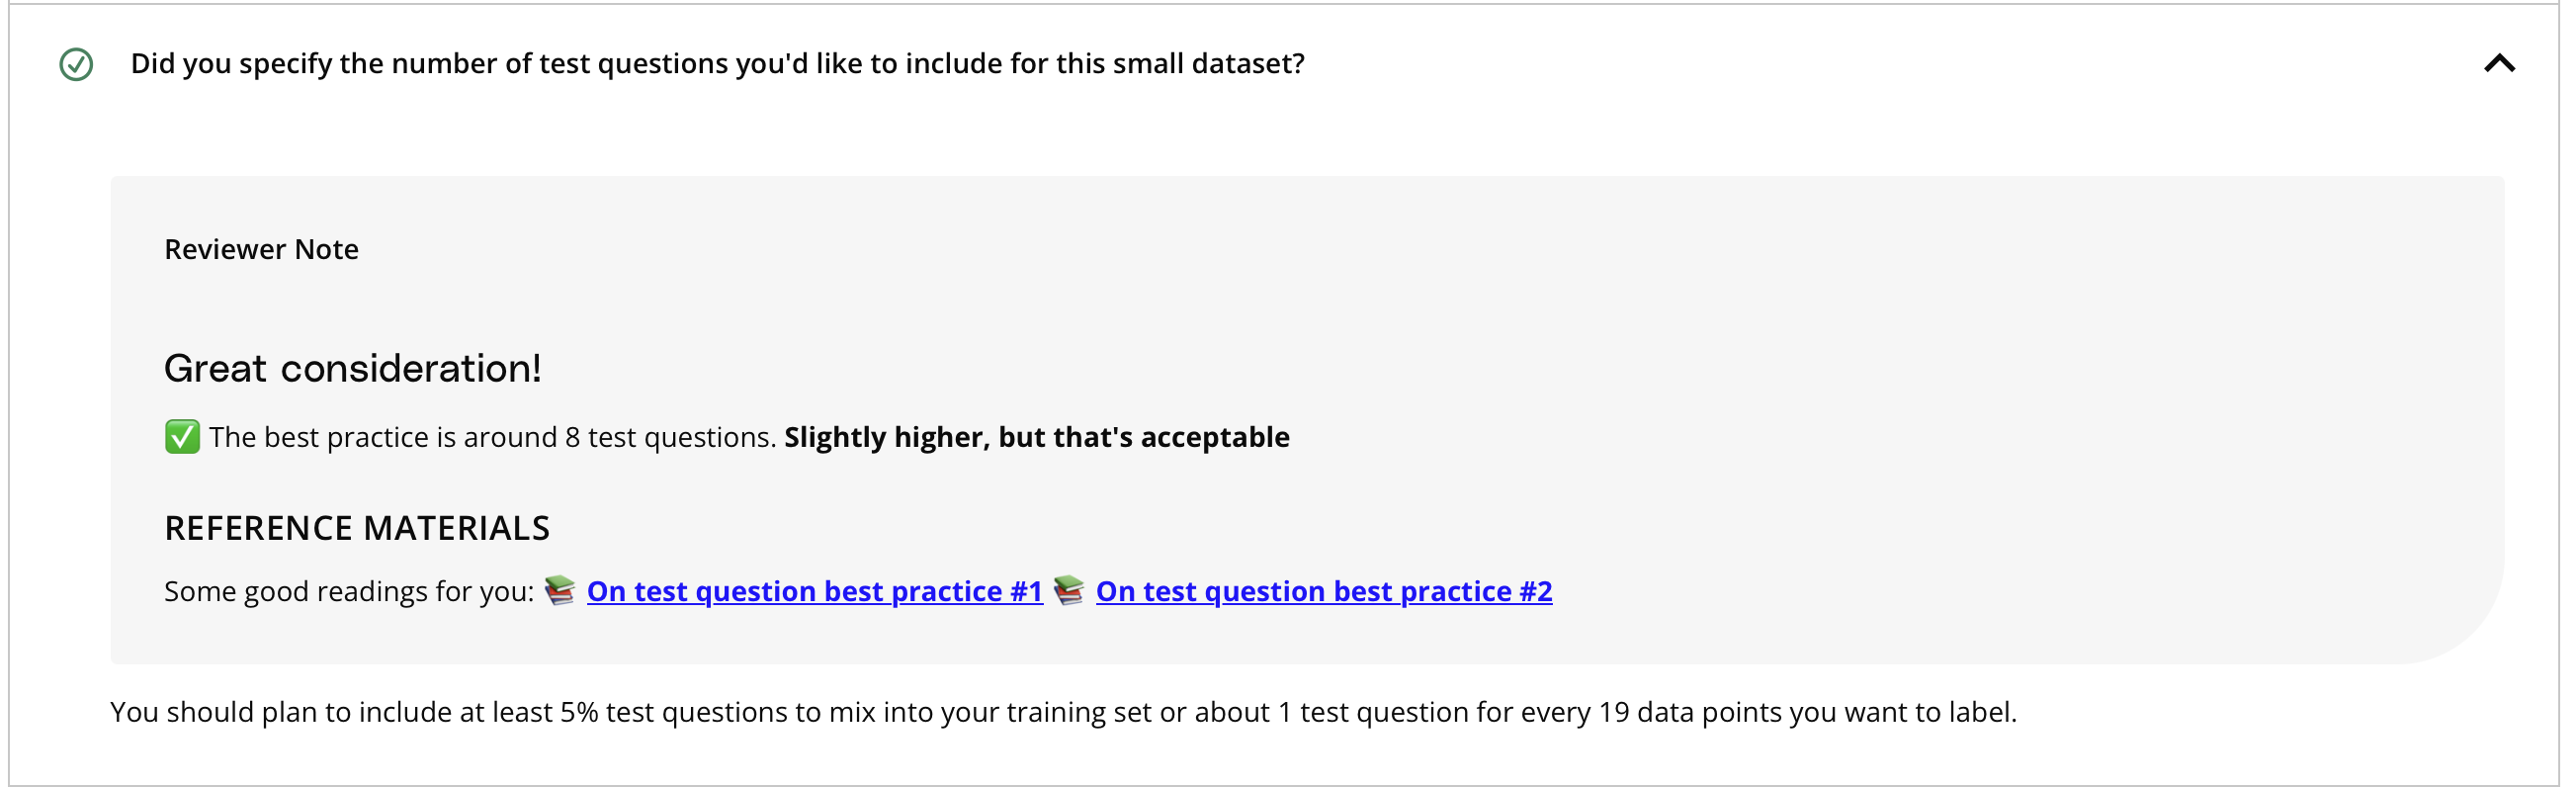 Did you specify the number of test questions you'd like to include for this small dataset?
Reviewer Note
Great consideration!
✅ The best practice is around 8 test questions. Slightly higher, but that's acceptable
REFERENCE MATERIALS
Some good readings for you: 📚 On test question best practice #1 📚 On test question best practice #2
You should plan to include at least 5% test questions to mix into your training set or about 1 test question for every 19 data points you want to label.